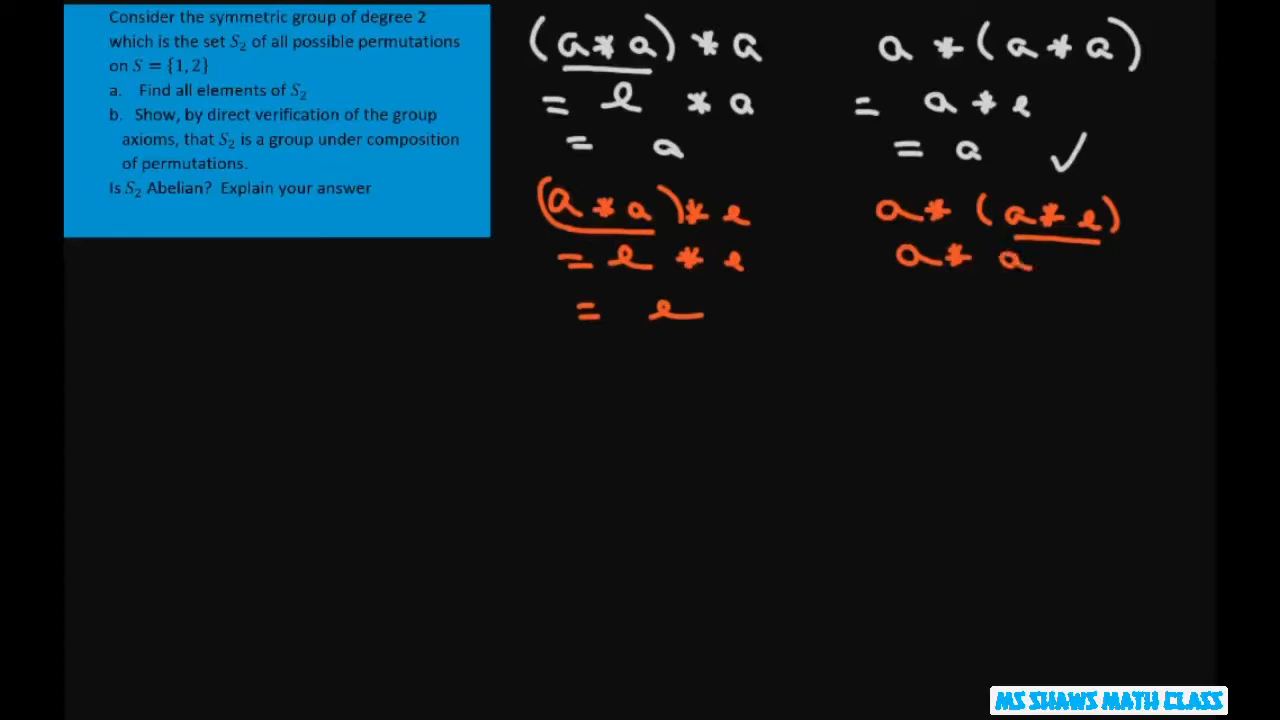 Consider the symmetric group of degree 2
which is the set S₂ of all possible permutations
on S = {1, 2}
a. Find all elements of S₂
b. Show, by direct verification of the group
axioms, that S₂ is a group under composition
of permutations.
Is S₂ Abelian? Explain your answer
(a * a) * a
= e * a
= a
a * (a * a)
= a * e
= a ✓
(a * a) * e
= e * e
= e
a * (a * e)
a * a
MS SHAWS MATH CLASS